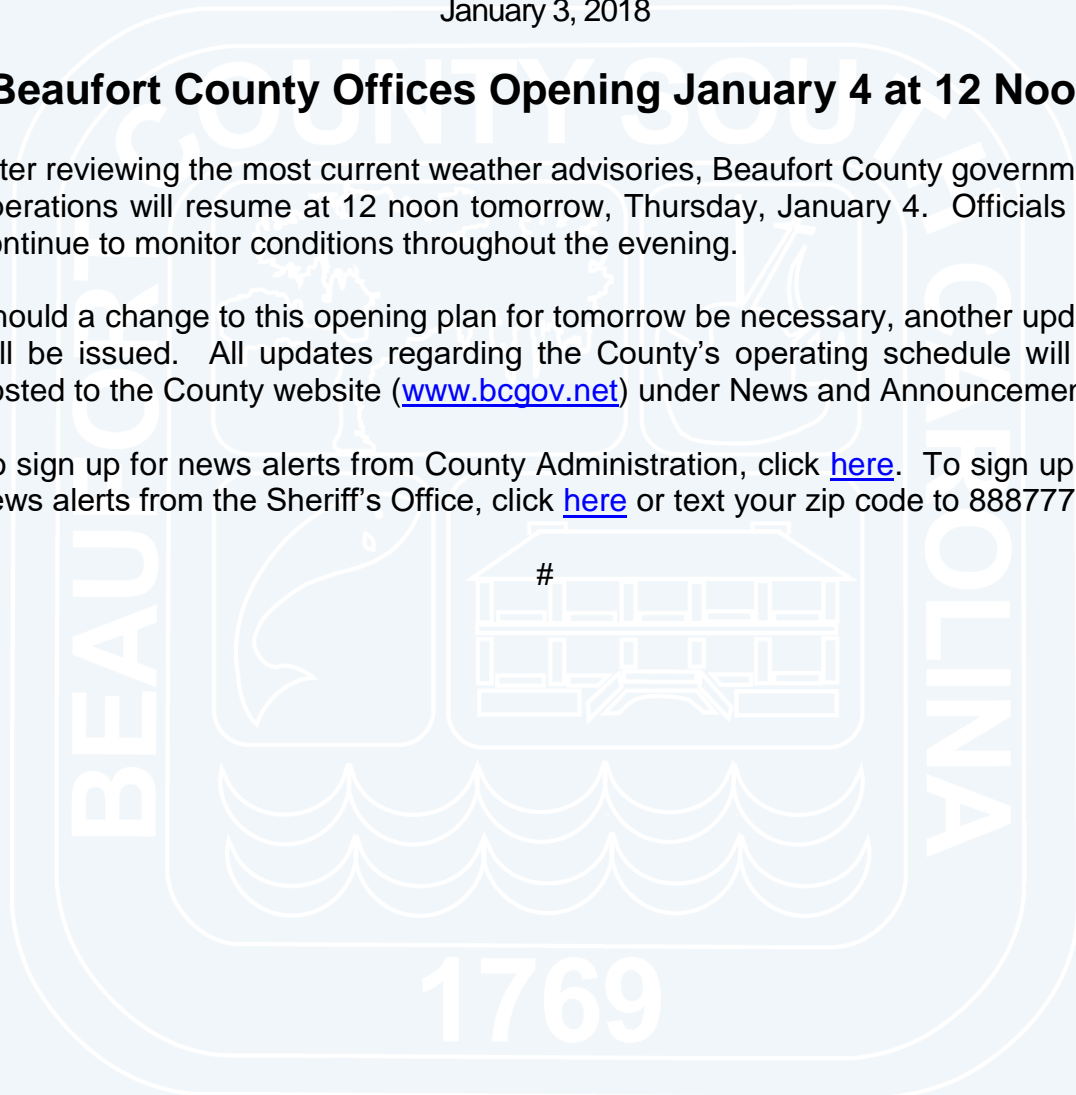 January 3, 2018
Beaufort County Offices Opening January 4 at 12 Noo
ter reviewing the most current weather advisories, Beaufort County governm
perations will resume at 12 noon tomorrow, Thursday, January 4. Officials
ontinue to monitor conditions throughout the evening.
hould a change to this opening plan for tomorrow be necessary, another upd
ll be issued. All updates regarding the County’s operating schedule will
osted to the County website (www.bcgov.net) under News and Announcemen
o sign up for news alerts from County Administration, click here. To sign up
ews alerts from the Sheriff’s Office, click here or text your zip code to 888777
#
BEAUFORT COUNTY SOUTH CAROLINA
1769